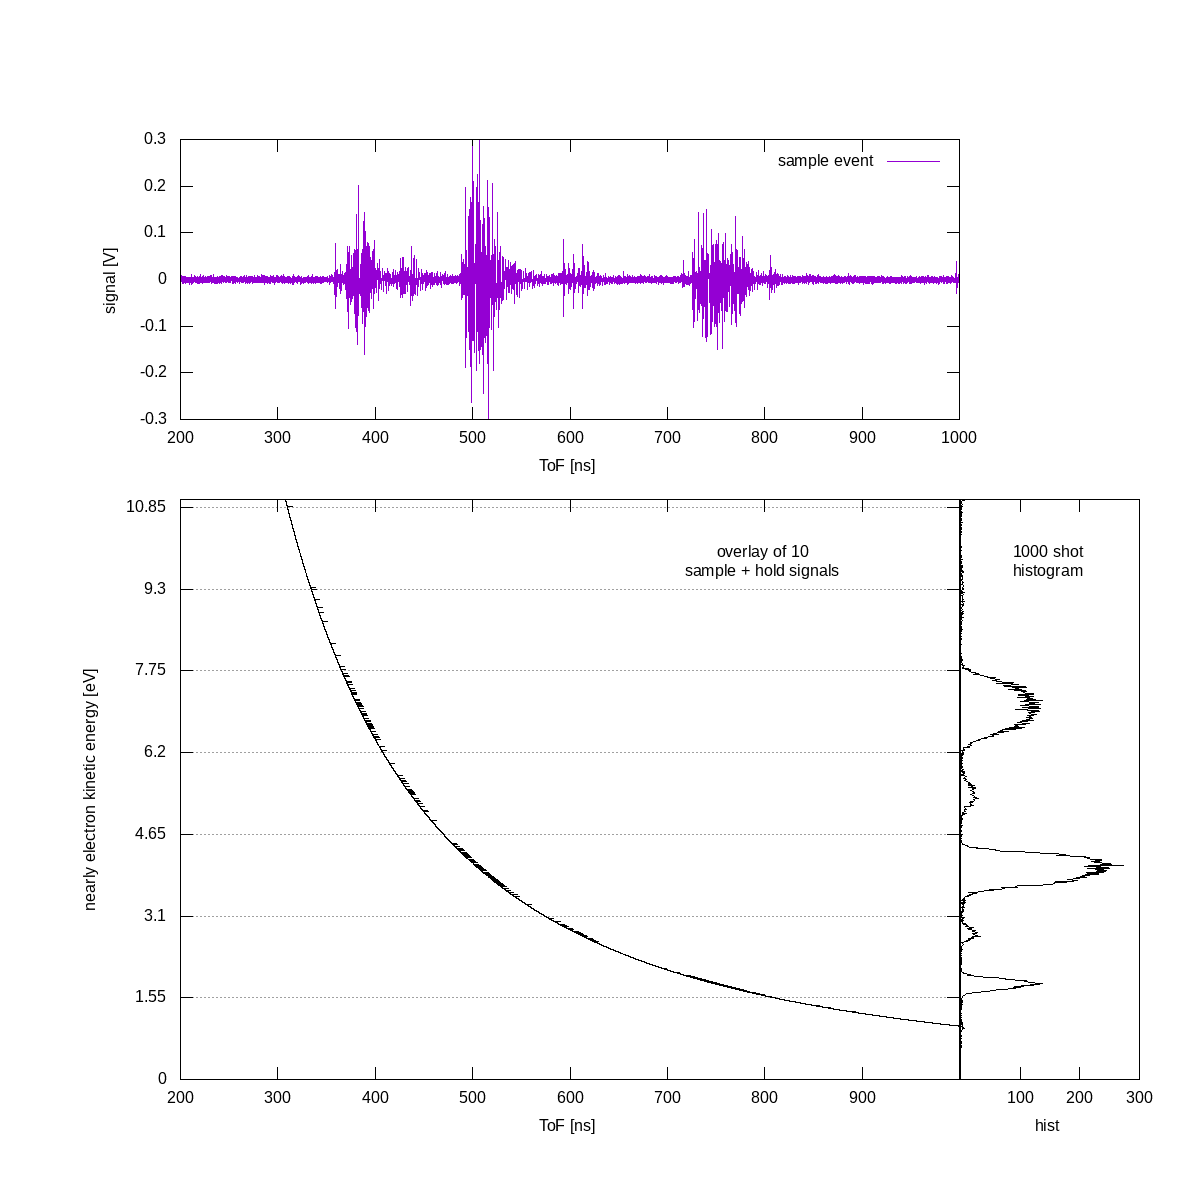 0.3
0.2
0.1
0
-0.1
-0.2
-0.3
signal [V]
sample event
200 300 400 500 600 700 800 900 1000
ToF [ns]
10.85
9.3
7.75
6.2
4.65
3.1
1.55
0
nearly electron kinetic energy [eV]
overlay of 10
sample + hold signals
1000 shot
histogram
200 300 400 500 600 700 800 900
100 200 300
ToF [ns]
hist